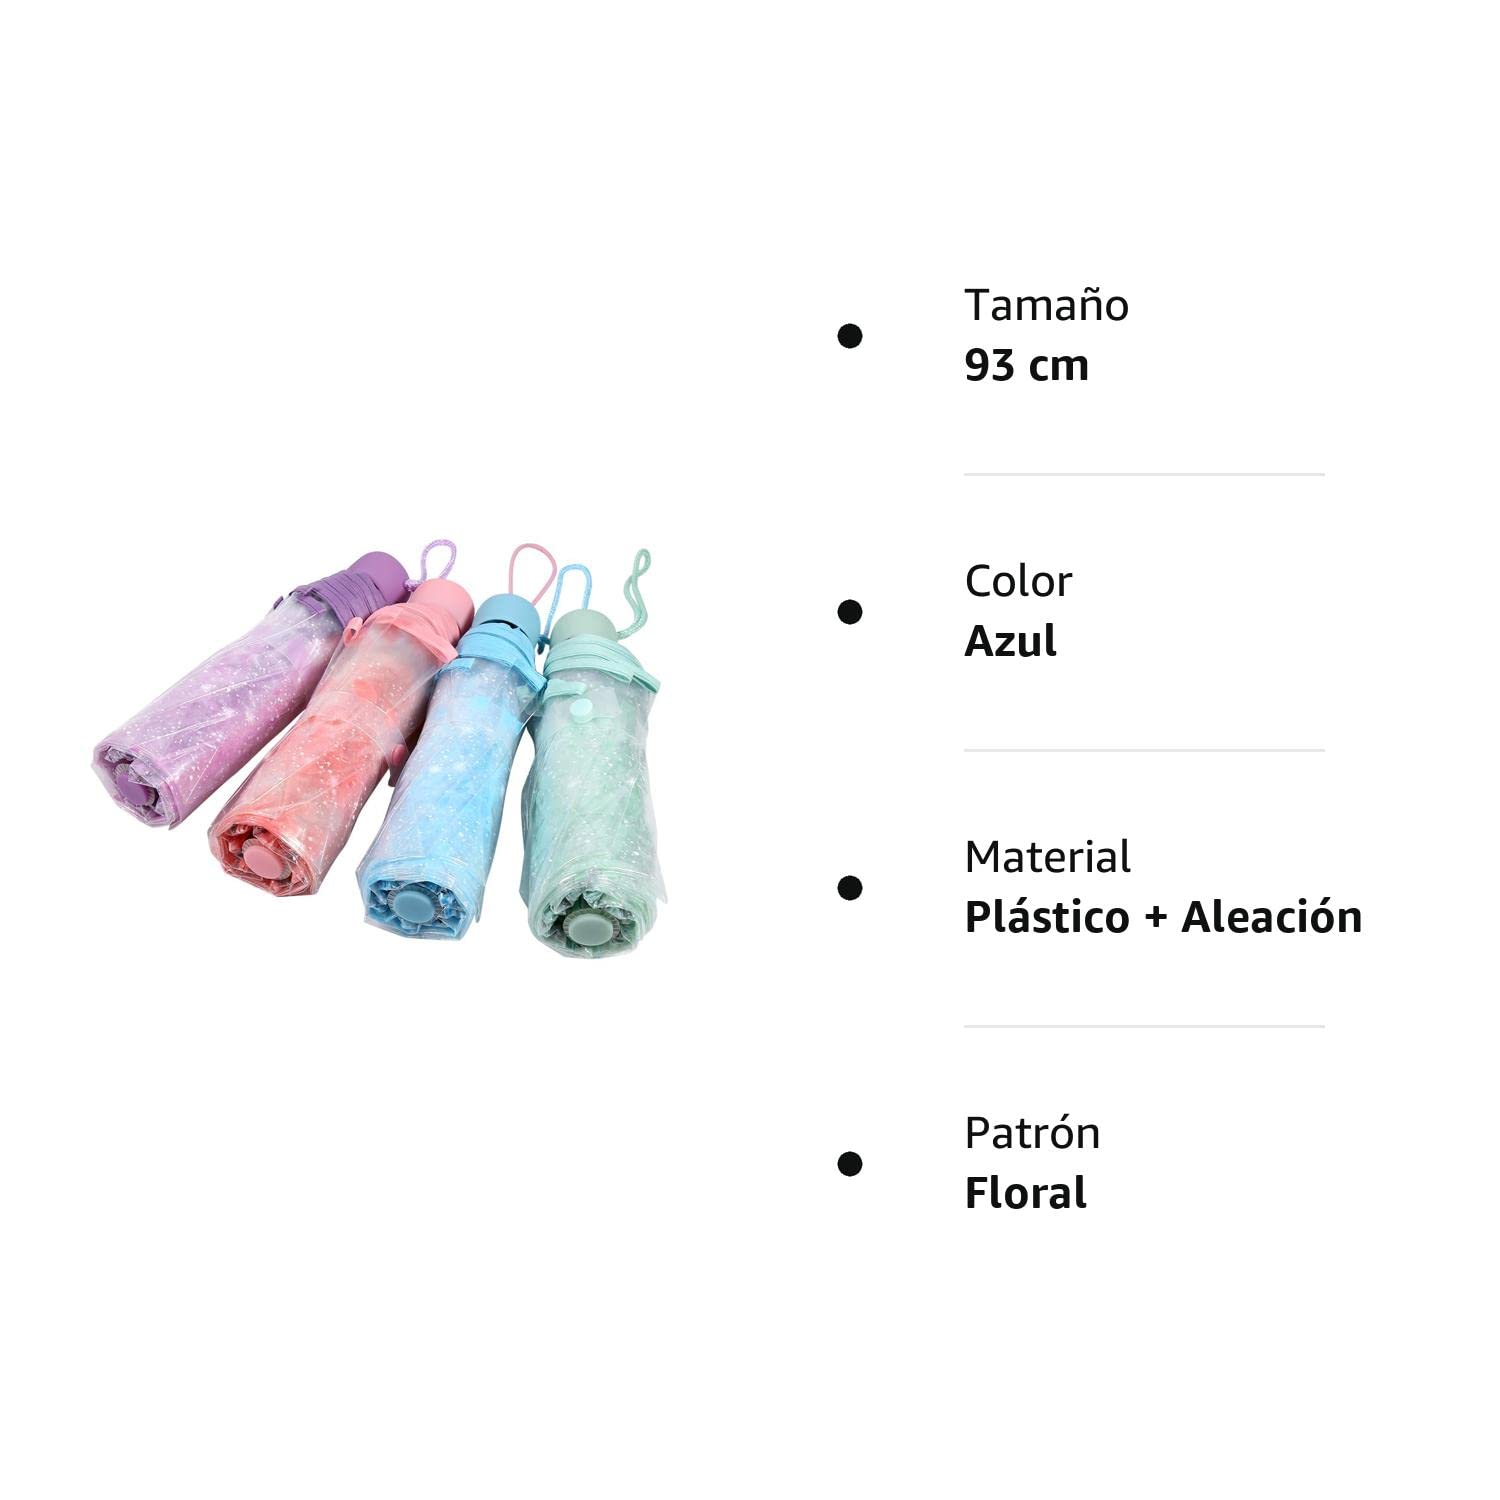 Tamaño
93 cm
Color
Azul
Material
Plástico + Aleación
Patrón
Floral